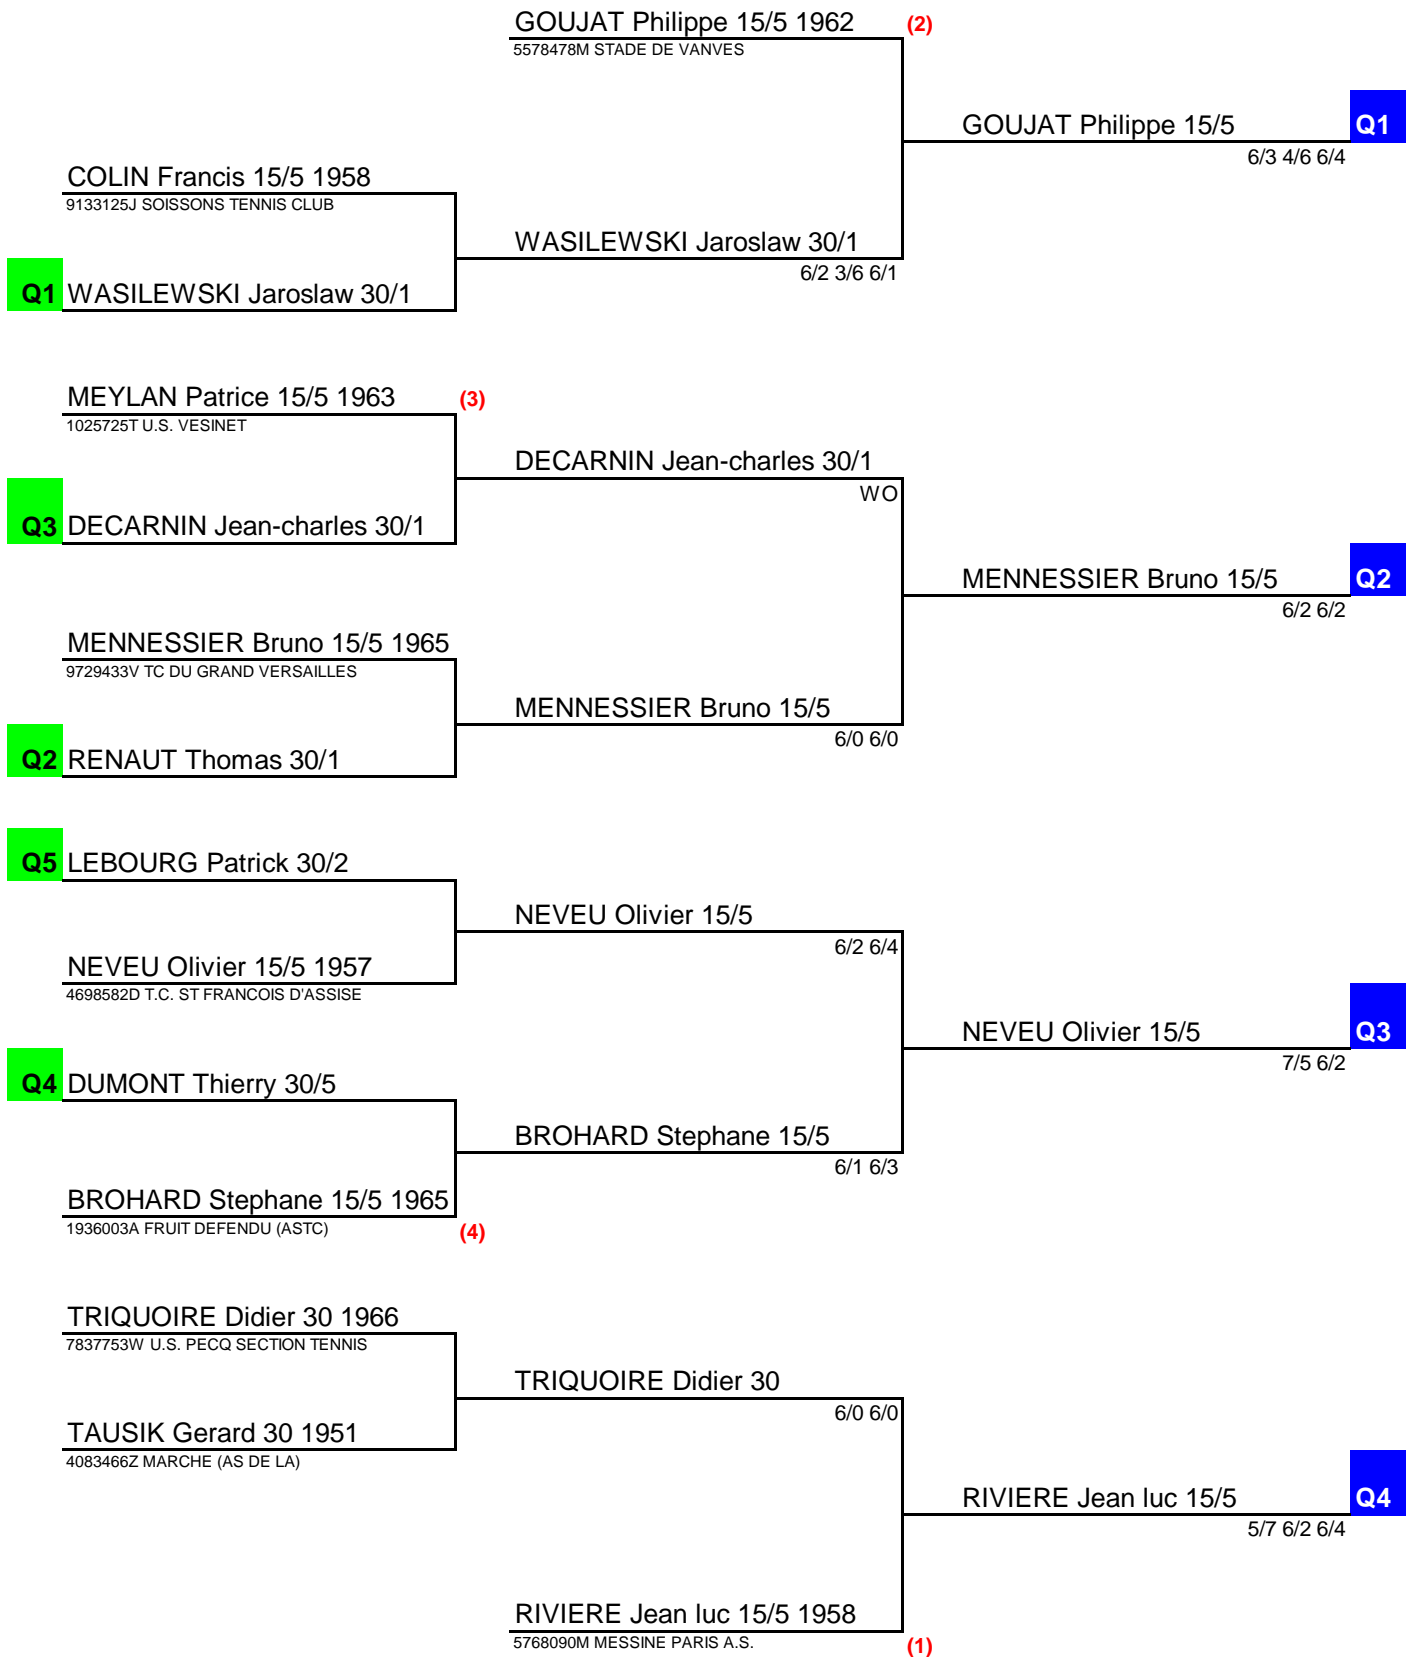 GOUJAT Philippe 15/5 1962 (2)
5578478M STADE DE VANVES
GOUJAT Philippe 15/5 Q1
6/3 4/6 6/4
COLIN Francis 15/5 1958
9133125J SOISSONS TENNIS CLUB
WASILEWSKI Jaroslaw 30/1
6/2 3/6 6/1
Q1 WASILEWSKI Jaroslaw 30/1
MEYLAN Patrice 15/5 1963 (3)
1025725T U.S. VESINET
DECARNIN Jean-charles 30/1
WO
Q3 DECARNIN Jean-charles 30/1
MENNESSIER Bruno 15/5 Q2
6/2 6/2
MENNESSIER Bruno 15/5 1965
9729433V TC DU GRAND VERSAILLES
MENNESSIER Bruno 15/5
6/0 6/0
Q2 RENAUT Thomas 30/1
Q5 LEBOURG Patrick 30/2
NEVEU Olivier 15/5
6/2 6/4
NEVEU Olivier 15/5 1957
4698582D T.C. ST FRANCOIS D'ASSISE
NEVEU Olivier 15/5 Q3
7/5 6/2
Q4 DUMONT Thierry 30/5
BROHARD Stephane 15/5
6/1 6/3
BROHARD Stephane 15/5 1965
1936003A FRUIT DEFENDU (ASTC) (4)
TRIQUOIRE Didier 30 1966
7837753W U.S. PECQ SECTION TENNIS
TRIQUOIRE Didier 30
6/0 6/0
TAUSIK Gerard 30 1951
4083466Z MARCHE (AS DE LA)
RIVIERE Jean luc 15/5 Q4
5/7 6/2 6/4
RIVIERE Jean luc 15/5 1958
5768090M MESSINE PARIS A.S. (1)